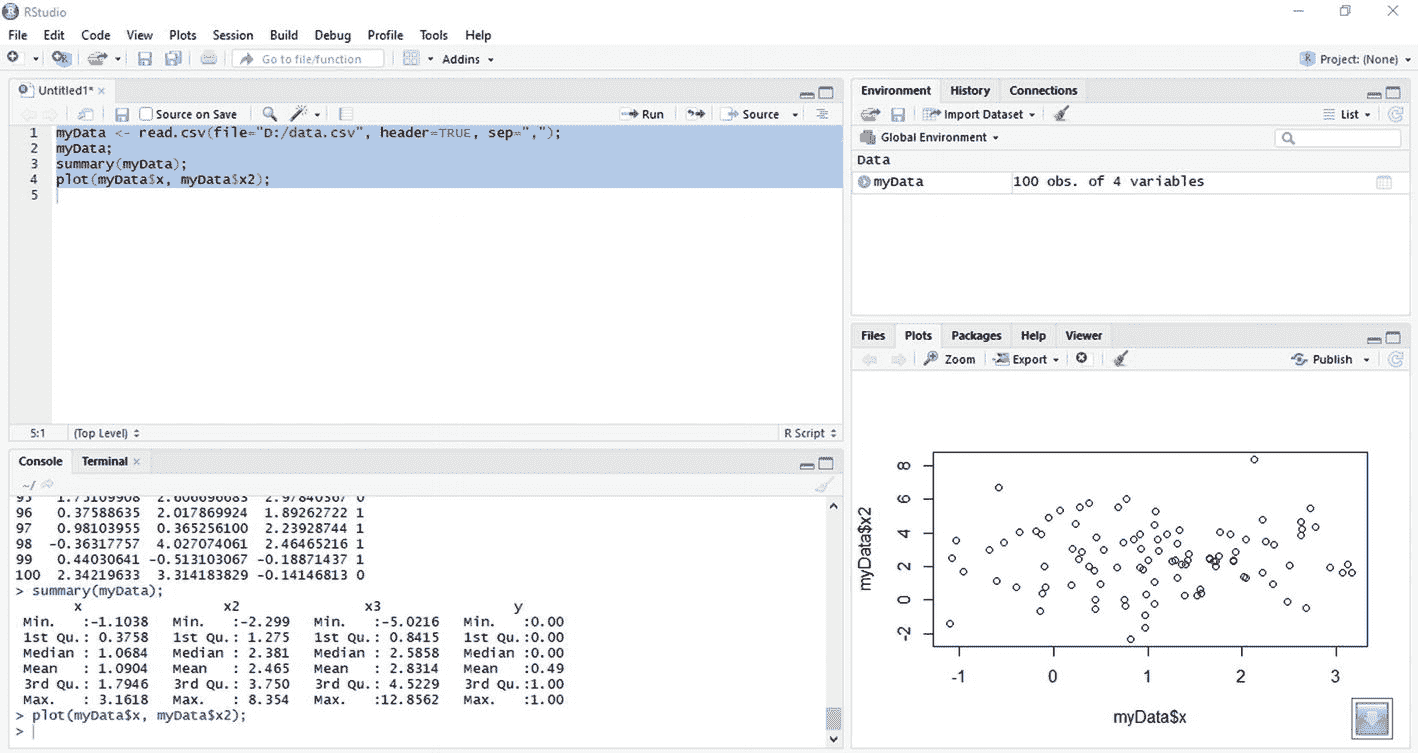 RStudio
File Edit Code View Plots Session Build Debug Profile Tools Help
Go to file/function Addins Project: (None)
Untitled1*
Source on Save Run Source
1 myData <- read.csv(file="D:/data.csv", header=TRUE, sep=",");
2 myData;
3 summary(myData);
4 plot(myData$x, myData$x2);
5
5:1 (Top Level) R Script
Console Terminal
~/
95 1.75109908 2.606696683 2.97840367 0
96 0.37588635 2.017869924 1.89262722 1
97 0.98103955 0.365256100 2.23928744 1
98 -0.36317757 4.027074061 2.46465216 1
99 0.44030641 -0.513103067 -0.18871437 1
100 2.34219633 3.314183829 -0.14146813 0
> summary(myData);
x x2 x3 y
Min. :-1.1038 Min. :-2.299 Min. :-5.0216 Min. :0.00
1st Qu.: 0.3758 1st Qu.: 1.275 1st Qu.: 0.8415 1st Qu.:0.00
Median : 1.0684 Median : 2.381 Median : 2.5858 Median :0.00
Mean : 1.0904 Mean : 2.465 Mean : 2.8314 Mean :0.49
3rd Qu.: 1.7946 3rd Qu.: 3.750 3rd Qu.: 4.5229 3rd Qu.:1.00
Max. : 3.1618 Max. : 8.354 Max. :12.8562 Max. :1.00
> plot(myData$x, myData$x2);
>
Environment History Connections
Import Dataset List
Global Environment
Data
myData 100 obs. of 4 variables
Files Plots Packages Help Viewer
Zoom Export Publish
myData$x2
8
6
4
2
0
-2
-1 0 1 2 3
myData$x